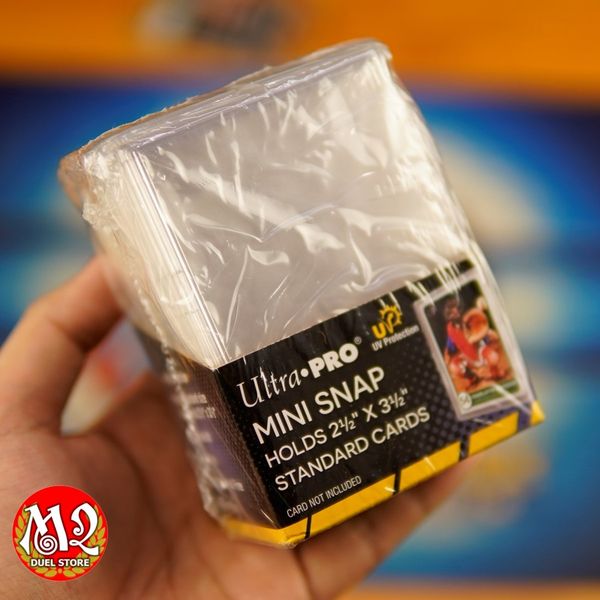 Ultra•PRO®
UV
UV Protection
MINI SNAP
HOLDS 2½" X 3½"
STANDARD CARDS
CARD NOT INCLUDED
M2
DUEL STORE